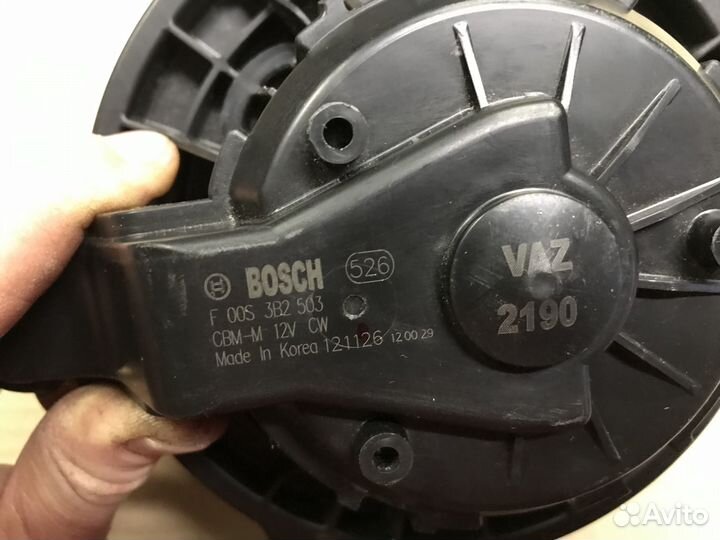 BOSCH 526
F 00S 3B2 503
CBM-M 12V CW
Made In Korea 121126 12 00 29
VAZ
2190
Avito